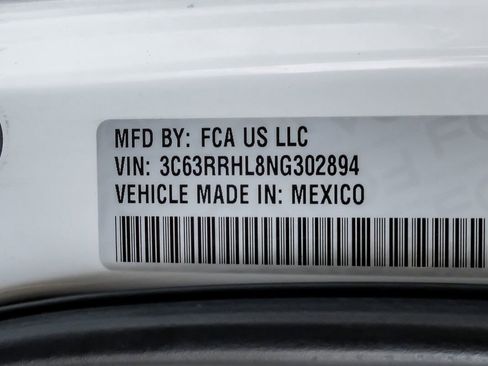 MFD BY: FCA US LLC
VIN: 3C63RRHL8NG302894
VEHICLE MADE IN: MEXICO